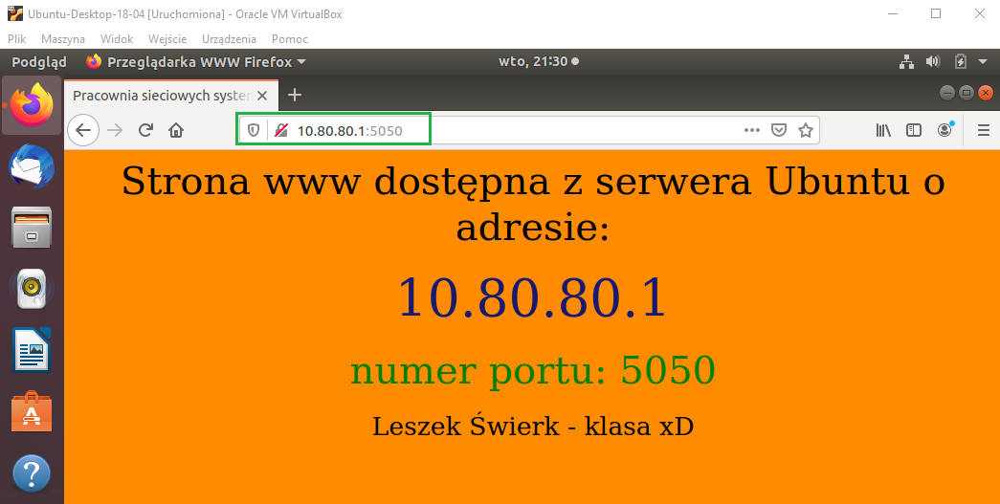 Ubuntu-Desktop-18-04 [Uruchomiona] - Oracle VM VirtualBox
Plik Maszyna Widok Wejście Urządzenia Pomoc
Podgląd Przeglądarka WWW Firefox wto, 21:30
Pracownia sieciowych system
10.80.80.1:5050
Strona www dostępna z serwera Ubuntu o
adresie:
10.80.80.1
numer portu: 5050
Leszek Świerk - klasa xD